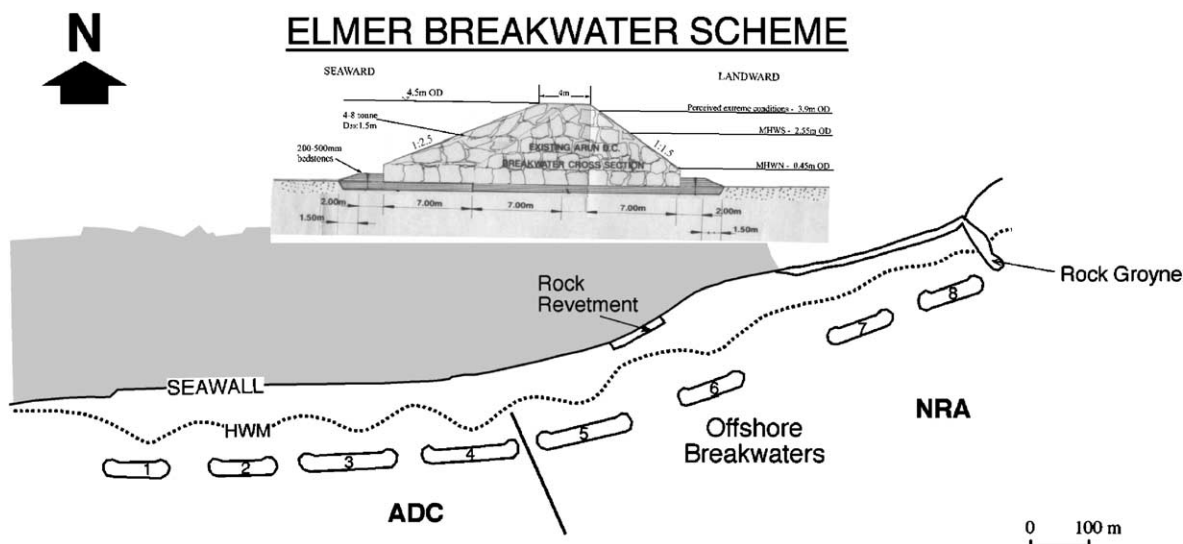 N
ELMER BREAKWATER SCHEME
SEAWARD
LANDWARD
4.5m OD
4m
Perceived extreme conditions - 3.9m OD
4-8 tonne
D50:1.5m
1:2.5
1:1.5
MHWS - 2.55m OD
200-500mm
bedstones
EXISTING ARUN D.C.
BREAKWATER CROSS SECTION
MHWN - 0.45m OD
2.00m
7.00m
7.00m
7.00m
2.00m
1.50m
1.50m
Rock
Revetment
Rock Groyne
SEAWALL
HWM
1
2
3
4
5
6
7
8
Offshore
Breakwaters
NRA
ADC
0 100 m